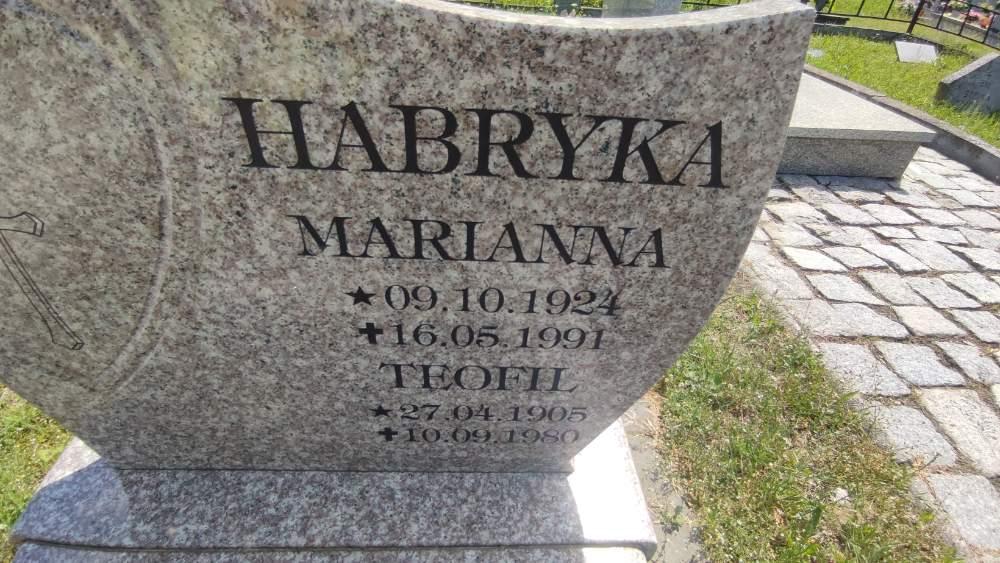 HABRYKA
MARIANNA
★09.10.1924
✝16.05.1991
TEOFIL
★27.04.1905
✝10.09.1980